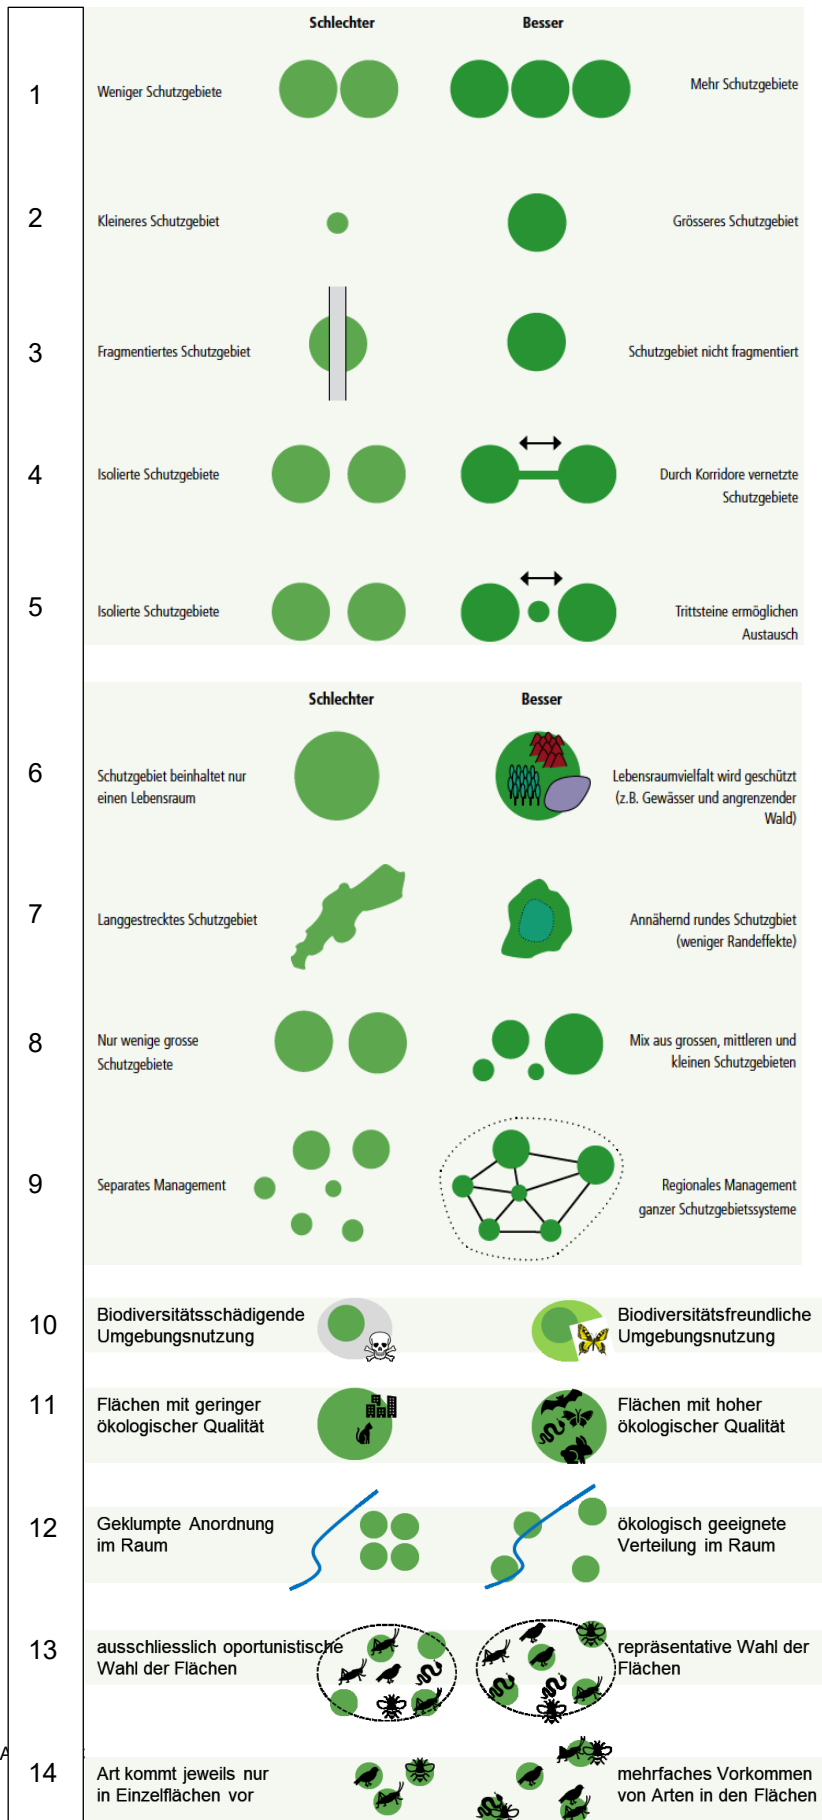 Schlechter Besser
1 Weniger Schutzgebiete Mehr Schutzgebiete
2 Kleineres Schutzgebiet Grösseres Schutzgebiet
3 Fragmentiertes Schutzgebiet Schutzgebiet nicht fragmentiert
4 Isolierte Schutzgebiete Durch Korridore vernetzte
Schutzgebiete
5 Isolierte Schutzgebiete Trittsteine ermöglichen
Austausch
Schlechter Besser
6 Schutzgebiet beinhaltet nur
einen Lebensraum
Lebensraumvielfalt wird geschützt
(z.B. Gewässer und angrenzender
Wald)
7 Langgestrecktes Schutzgebiet Annähernd rundes Schutzgbiet
(weniger Randeffekte)
8 Nur wenige grosse
Schutzgebiete
Mix aus grossen, mittleren und
kleinen Schutzgebieten
9 Separates Management Regionales Management
ganzer Schutzgebietssysteme
10 Biodiversitätsschädigende
Umgebungsnutzung
Biodiversitätsfreundliche
Umgebungsnutzung
11 Flächen mit geringer
ökologischer Qualität
Flächen mit hoher
ökologischer Qualität
12 Geklumpte Anordnung
im Raum
ökologisch geeignete
Verteilung im Raum
13 ausschliesslich oportunistische
Wahl der Flächen
repräsentative Wahl der
Flächen
14 Art kommt jeweils nur
in Einzelflächen vor
mehrfaches Vorkommen
von Arten in den Flächen